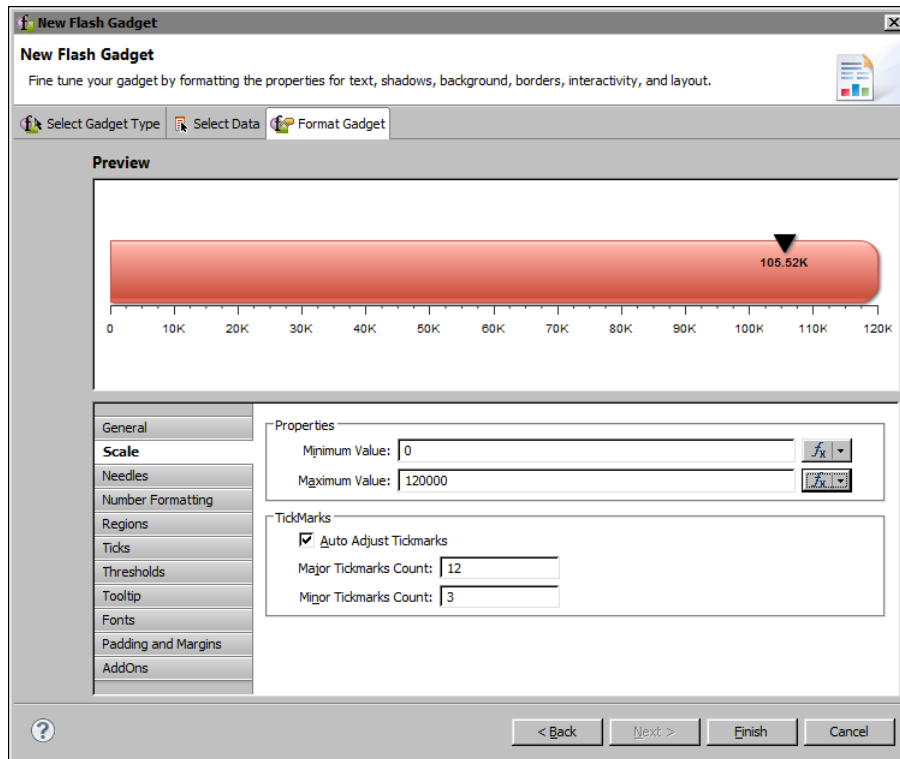 New Flash Gadget
New Flash Gadget
Fine tune your gadget by formatting the properties for text, shadows, background, borders, interactivity, and layout.
Select Gadget Type Select Data Format Gadget
Preview
105.52K
0 10K 20K 30K 40K 50K 60K 70K 80K 90K 100K 110K 120K
General
Scale
Needles
Number Formatting
Regions
Ticks
Thresholds
Tooltip
Fonts
Padding and Margins
AddOns
Properties
Minimum Value: 0
Maximum Value: 120000
TickMarks
Auto Adjust Tickmarks
Major Tickmarks Count: 12
Minor Tickmarks Count: 3
< Back Next > Finish Cancel